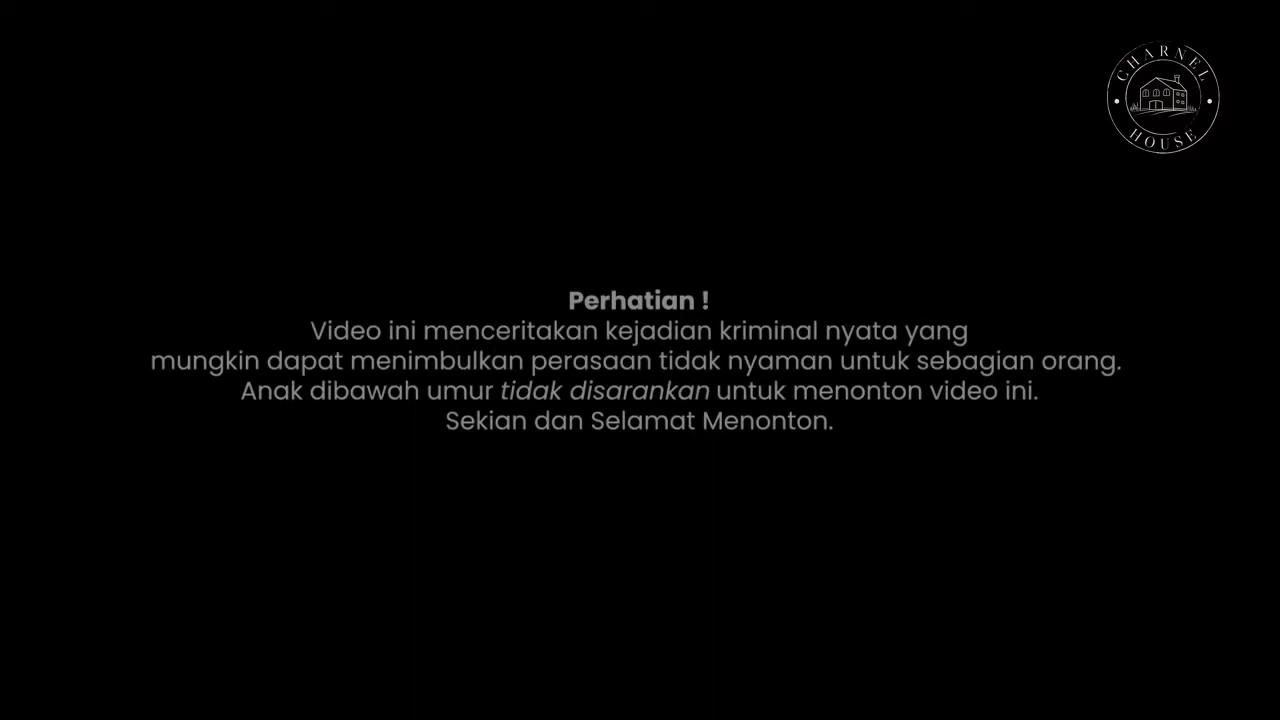 CHARNEL
HOUSE
Perhatian !
Video ini menceritakan kejadian kriminal nyata yang
mungkin dapat menimbulkan perasaan tidak nyaman untuk sebagian orang.
Anak dibawah umur tidak disarankan untuk menonton video ini.
Sekian dan Selamat Menonton.